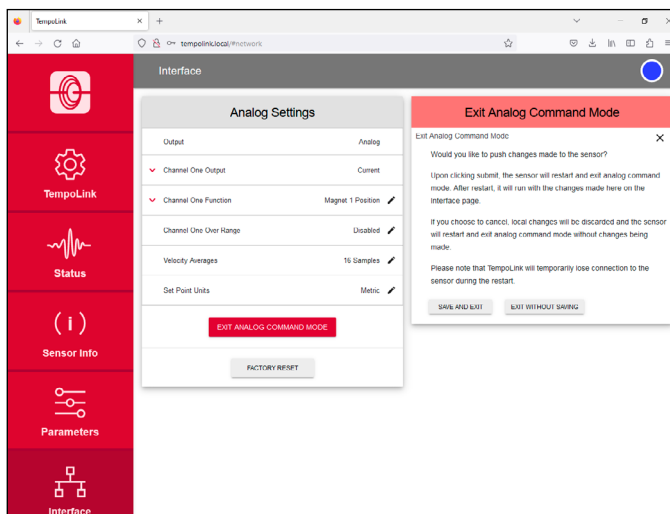 TempoLink
tempolink.local/#network
Interface
TempoLink
Status
Sensor Info
Parameters
Interface
Analog Settings
Output Analog
Channel One Output Current
Channel One Function Magnet 1 Position
Channel One Over Range Disabled
Velocity Averages 16 Samples
Set Point Units Metric
EXIT ANALOG COMMAND MODE
FACTORY RESET
Exit Analog Command Mode
Exit Analog Command Mode
Would you like to push changes made to the sensor?
Upon clicking submit, the sensor will restart and exit analog command
mode. After restart, it will run with the changes made here on the
interface page.
If you choose to cancel, local changes will be discarded and the sensor
will restart and exit analog command mode without changes being
made.
Please note that TempoLink will temporarily lose connection to the
sensor during the restart.
SAVE AND EXIT EXIT WITHOUT SAVING